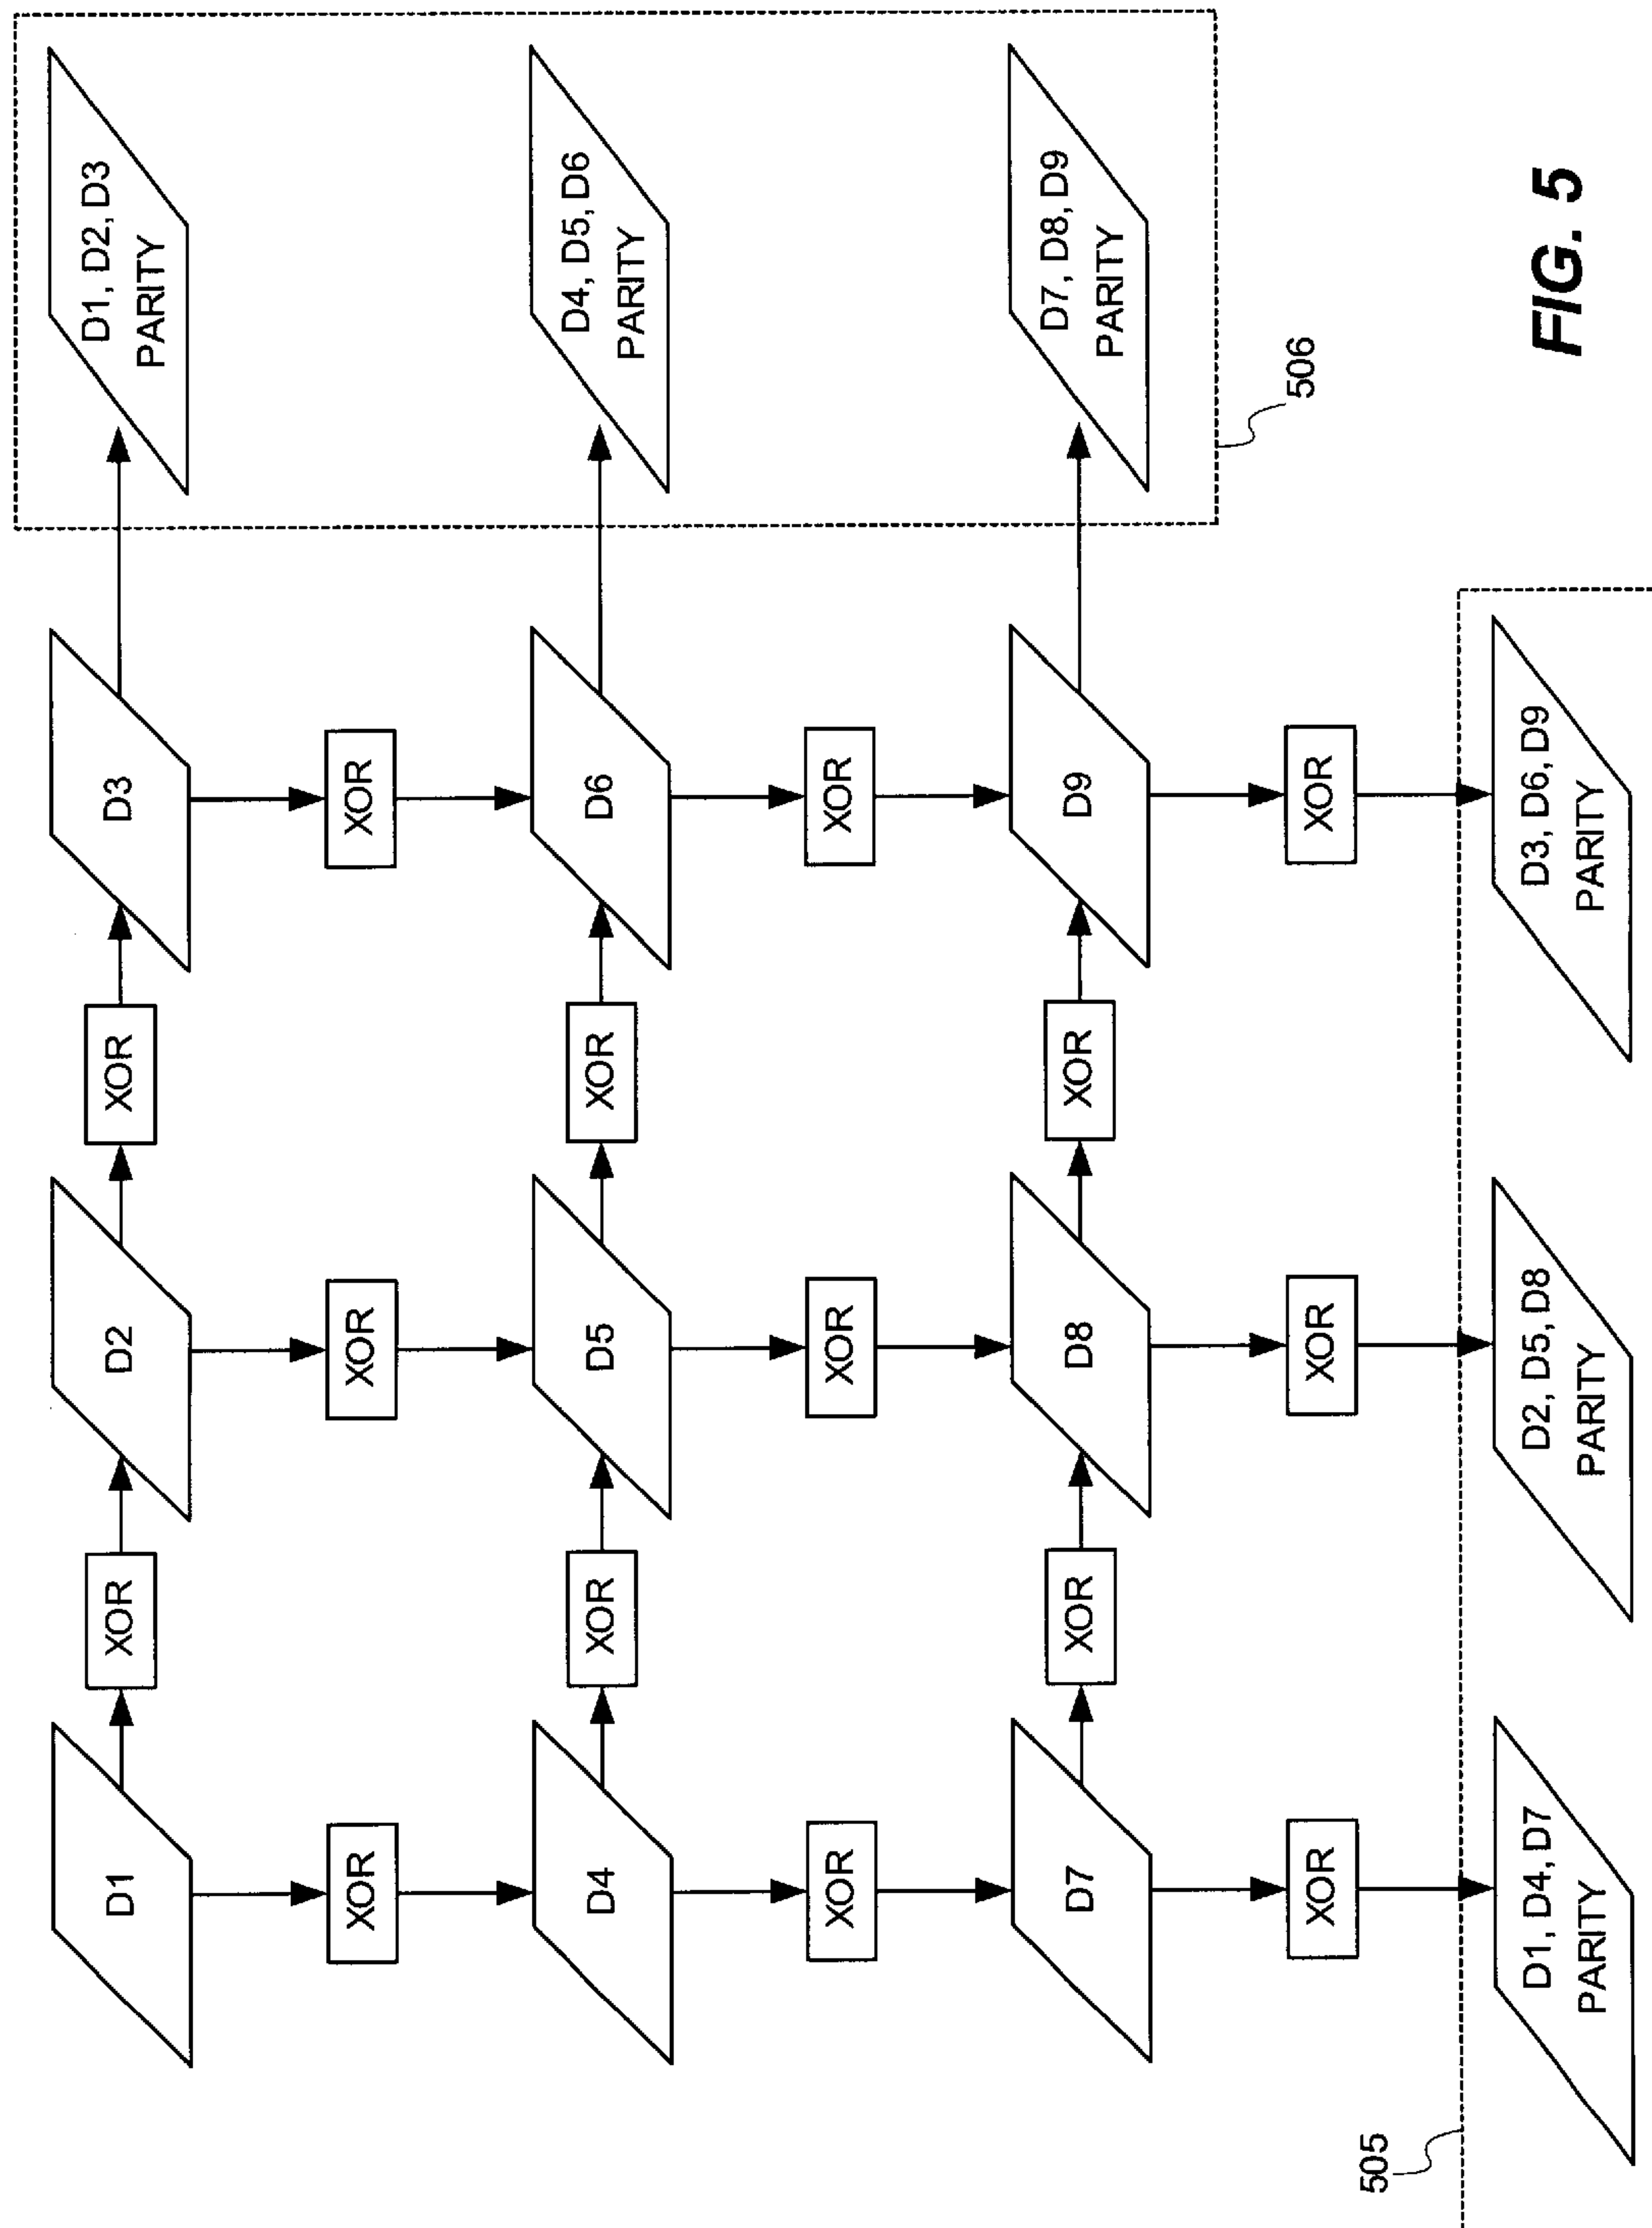 D1
XOR
D2
XOR
D3
D1, D2, D3
PARITY
XOR
XOR
XOR
D4
XOR
D5
XOR
D6
D4, D5, D6
PARITY
XOR
XOR
XOR
D7
XOR
D8
XOR
D9
D7, D8, D9
PARITY
XOR
XOR
XOR
506
505
D1, D4, D7
PARITY
D2, D5, D8
PARITY
D3, D6, D9
PARITY
FIG. 5